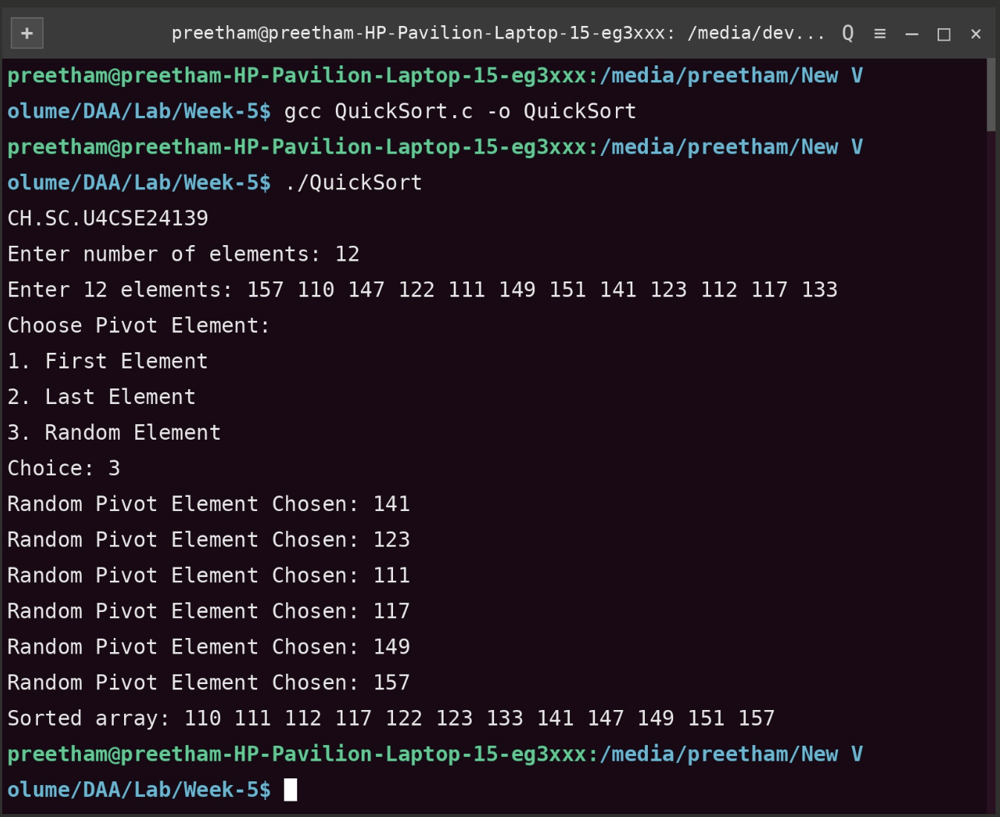 + preetham@preetham-HP-Pavilion-Laptop-15-eg3xxx: /media/dev... Q ≡ – □ ×
preetham@preetham-HP-Pavilion-Laptop-15-eg3xxx:/media/preetham/New V
olume/DAA/Lab/Week-5$ gcc QuickSort.c -o QuickSort
preetham@preetham-HP-Pavilion-Laptop-15-eg3xxx:/media/preetham/New V
olume/DAA/Lab/Week-5$ ./QuickSort
CH.SC.U4CSE24139
Enter number of elements: 12
Enter 12 elements: 157 110 147 122 111 149 151 141 123 112 117 133
Choose Pivot Element:
1. First Element
2. Last Element
3. Random Element
Choice: 3
Random Pivot Element Chosen: 141
Random Pivot Element Chosen: 123
Random Pivot Element Chosen: 111
Random Pivot Element Chosen: 117
Random Pivot Element Chosen: 149
Random Pivot Element Chosen: 157
Sorted array: 110 111 112 117 122 123 133 141 147 149 151 157
preetham@preetham-HP-Pavilion-Laptop-15-eg3xxx:/media/preetham/New V
olume/DAA/Lab/Week-5$